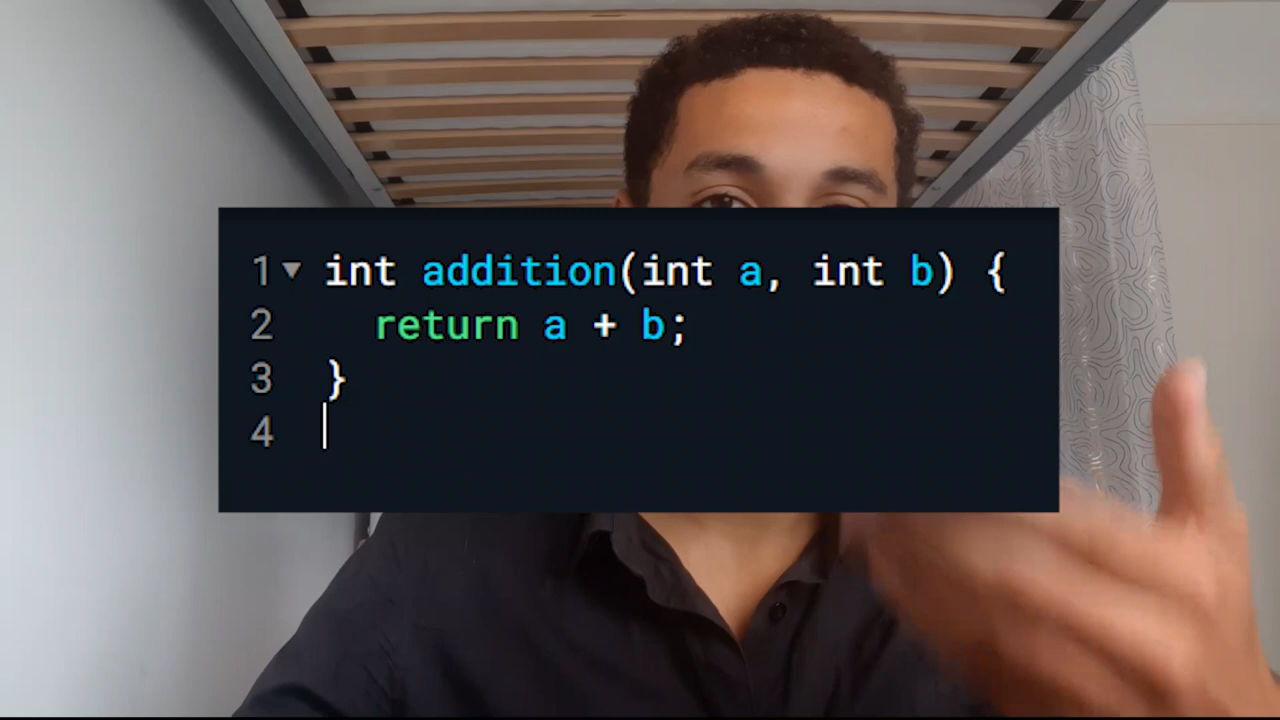 1 int addition(int a, int b) {
2 return a + b;
3 }
4